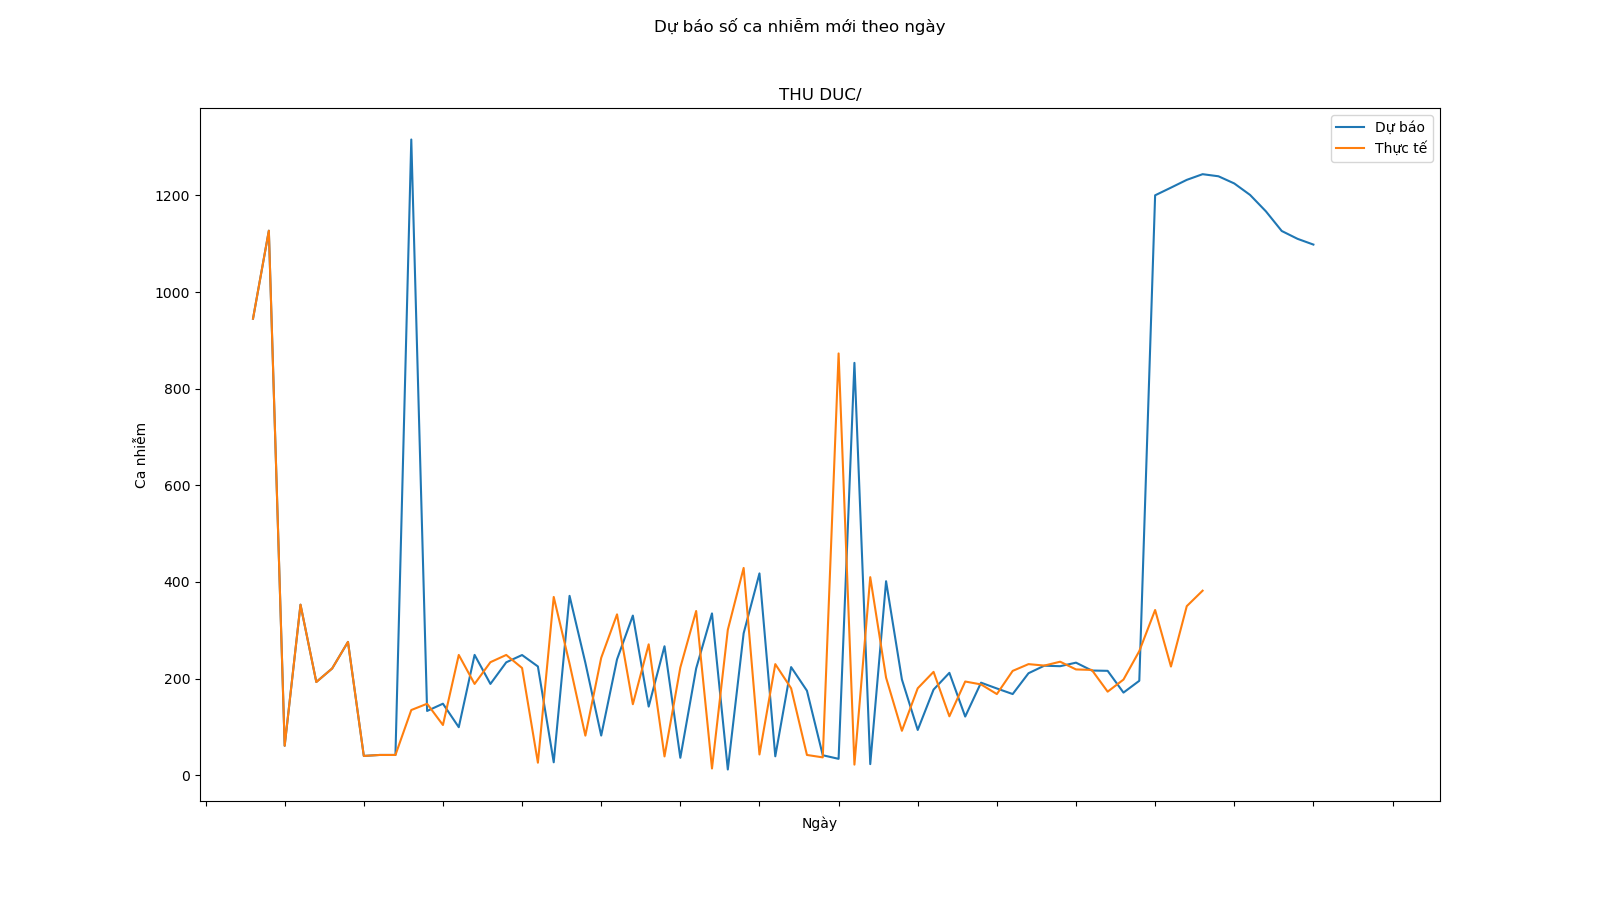 Dự báo số ca nhiễm mới theo ngày
THU DUC/
Dự báo
Thực tế
1200
1000
800
600
400
200
0
Ca nhiễm
Ngày